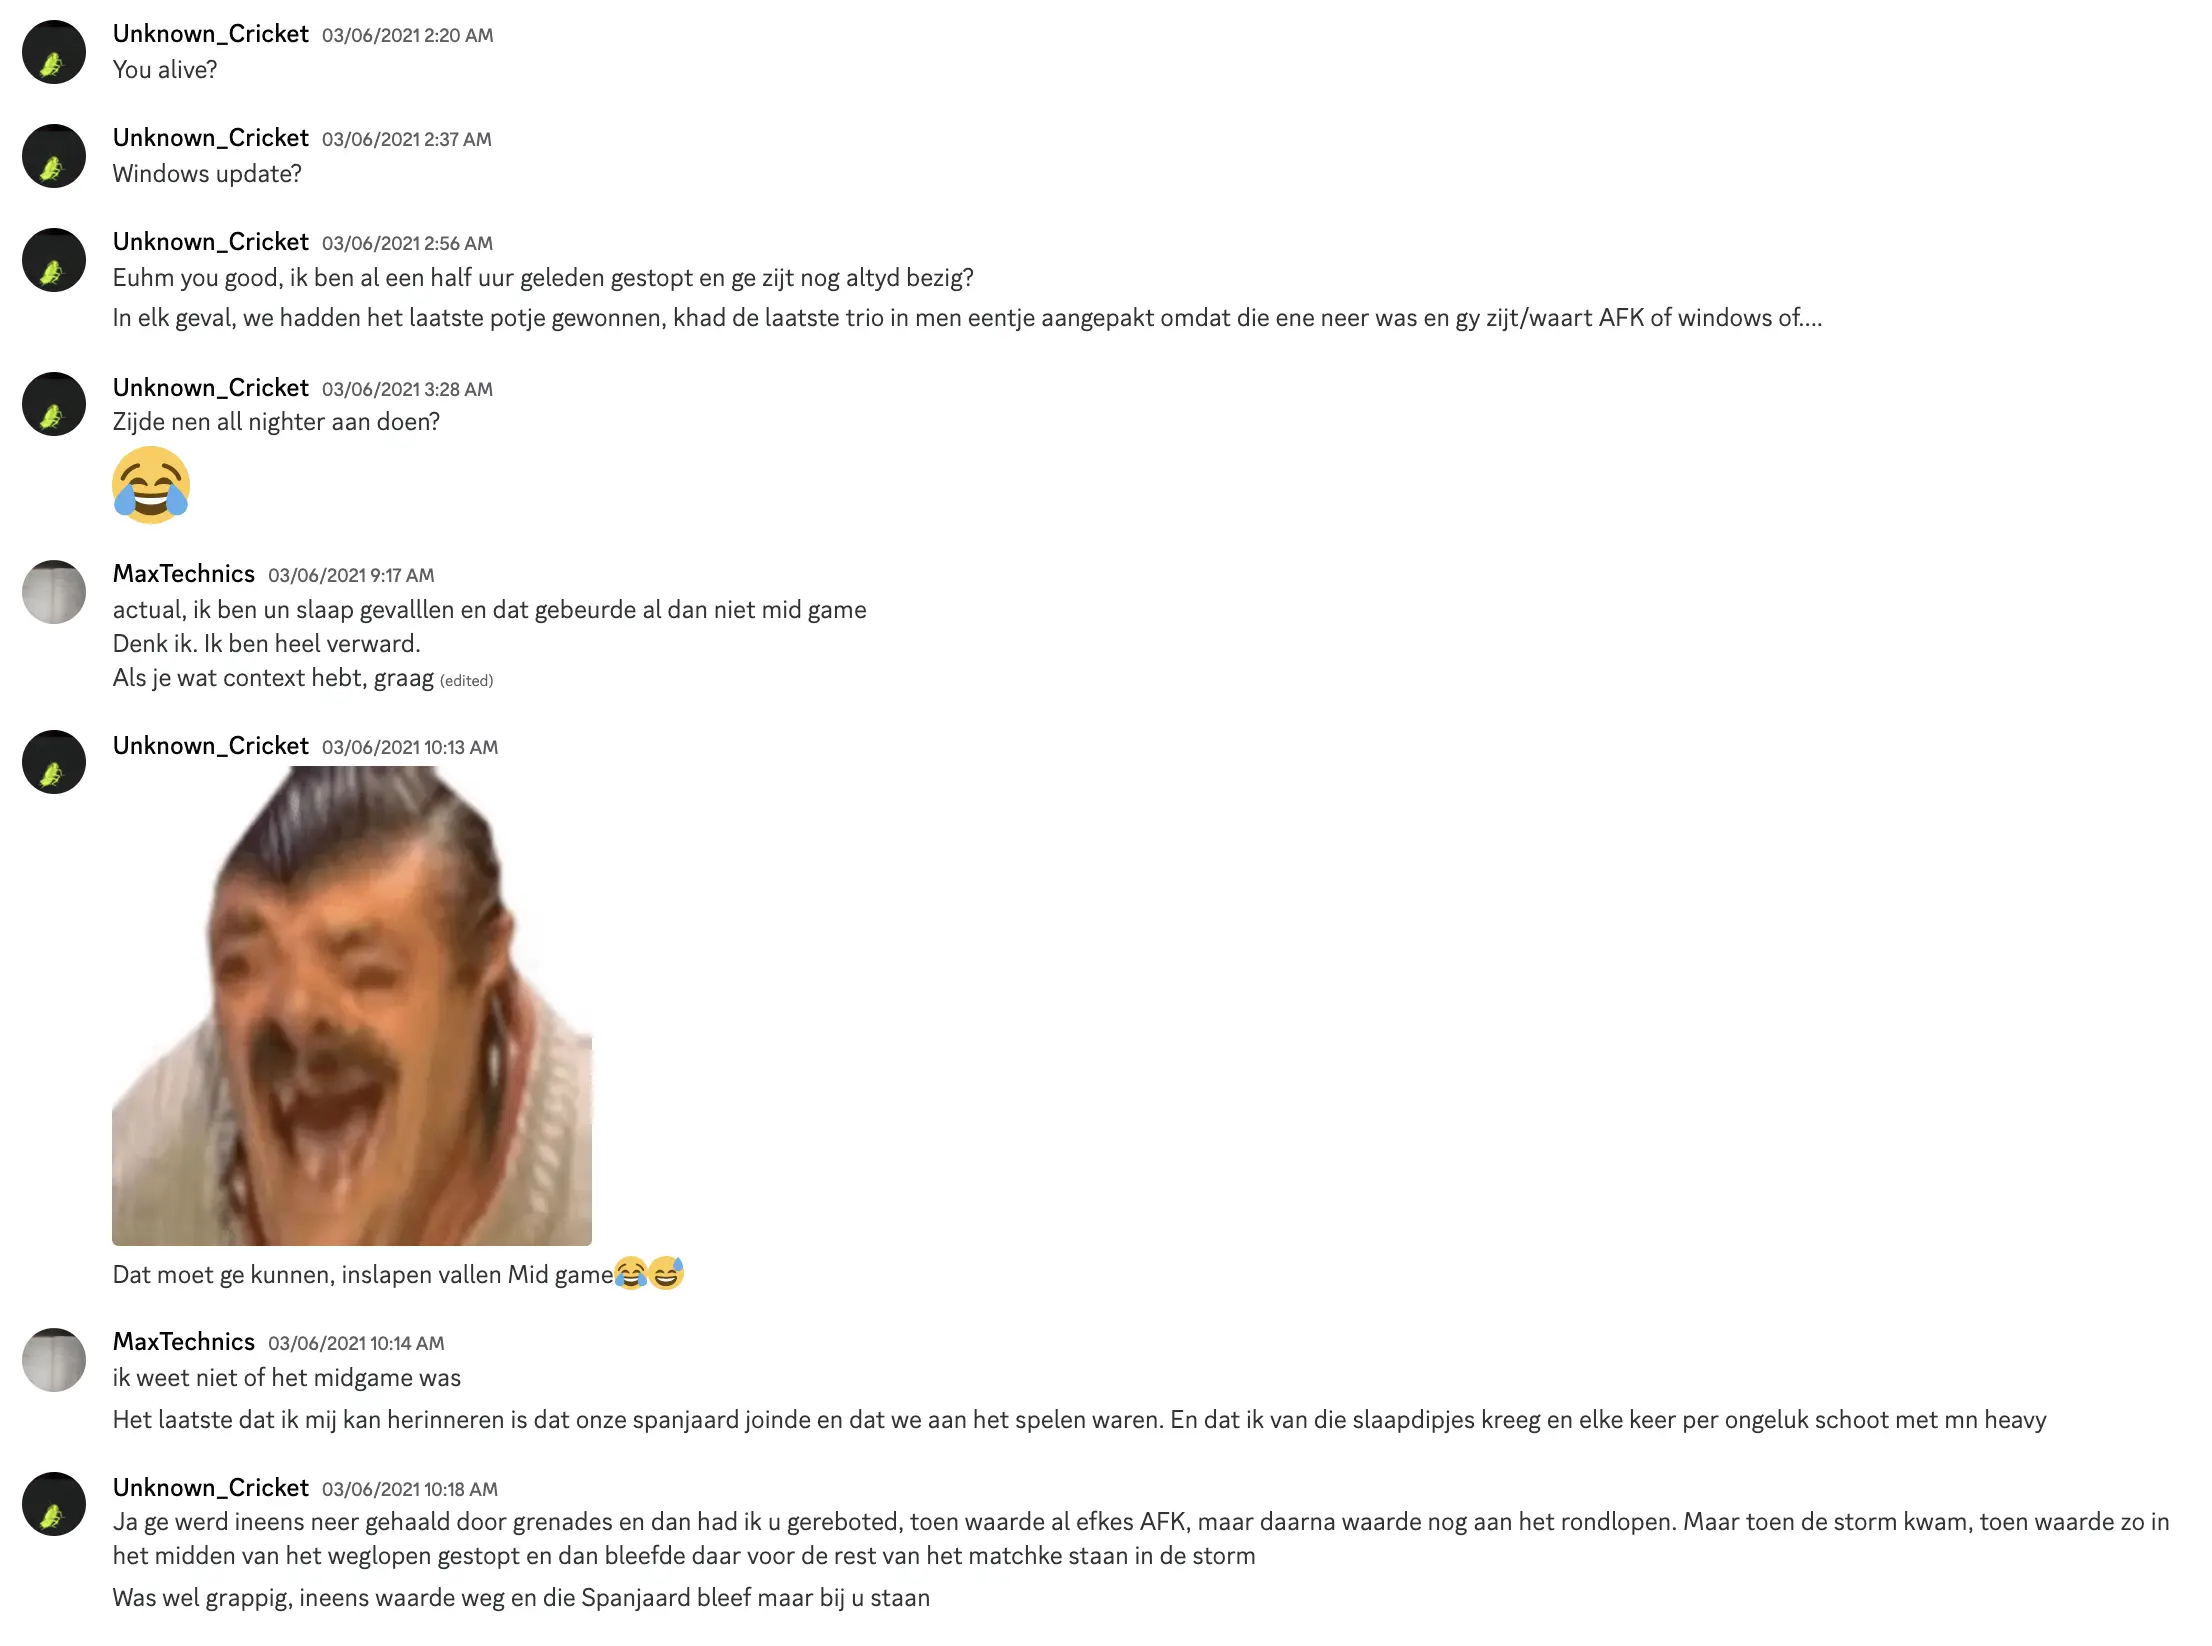 Unknown_Cricket 03/06/2021 2:20 AM
You alive?
Unknown_Cricket 03/06/2021 2:37 AM
Windows update?
Unknown_Cricket 03/06/2021 2:56 AM
Euhm you good, ik ben al een half uur geleden gestopt en ge zijt nog altyd bezig?
In elk geval, we hadden het laatste potje gewonnen, khad de laatste trio in men eentje aangepakt omdat die ene neer was en gy zijt/waart AFK of windows of....
Unknown_Cricket 03/06/2021 3:28 AM
Zijde nen all nighter aan doen?
😂
MaxTechnics 03/06/2021 9:17 AM
actual, ik ben un slaap gevalllen en dat gebeurde al dan niet mid game
Denk ik. Ik ben heel verward.
Als je wat context hebt, graag (edited)
Unknown_Cricket 03/06/2021 10:13 AM
Dat moet ge kunnen, inslapen vallen Mid game😂😅
MaxTechnics 03/06/2021 10:14 AM
ik weet niet of het midgame was
Het laatste dat ik mij kan herinneren is dat onze spanjaard joinde en dat we aan het spelen waren. En dat ik van die slaapdipjes kreeg en elke keer per ongeluk schoot met mn heavy
Unknown_Cricket 03/06/2021 10:18 AM
Ja ge werd ineens neer gehaald door grenades en dan had ik u gereboted, toen waarde al efkes AFK, maar daarna waarde nog aan het rondlopen. Maar toen de storm kwam, toen waarde zo in
het midden van het weglopen gestopt en dan bleefde daar voor de rest van het matchke staan in de storm
Was wel grappig, ineens waarde weg en die Spanjaard bleef maar bij u staan